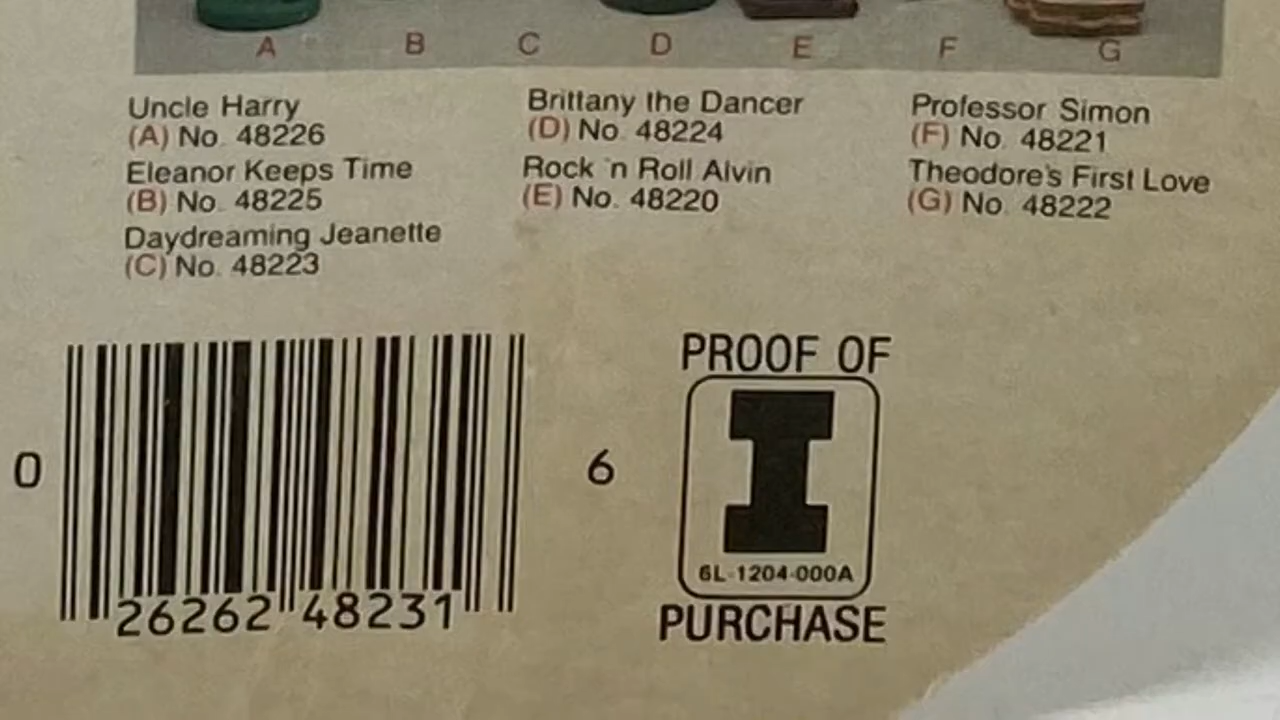 A B C D E F G
Uncle Harry
(A) No. 48226
Eleanor Keeps Time
(B) No. 48225
Daydreaming Jeanette
(C) No. 48223
Brittany the Dancer
(D) No. 48224
Rock 'n Roll Alvin
(E) No. 48220
Professor Simon
(F) No. 48221
Theodore's First Love
(G) No. 48222
0 26262 48231 6
PROOF OF
I
6L-1204-000A
PURCHASE